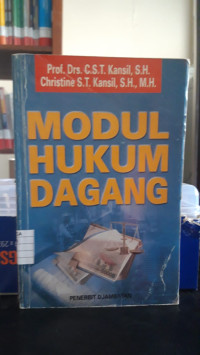 Prof. Drs. C.S.T. Kansil, S.H.
Christine S.T. Kansil, S.H., M.H.
MODUL
HUKUM
DAGANG
PENERBIT DJAMBATAN